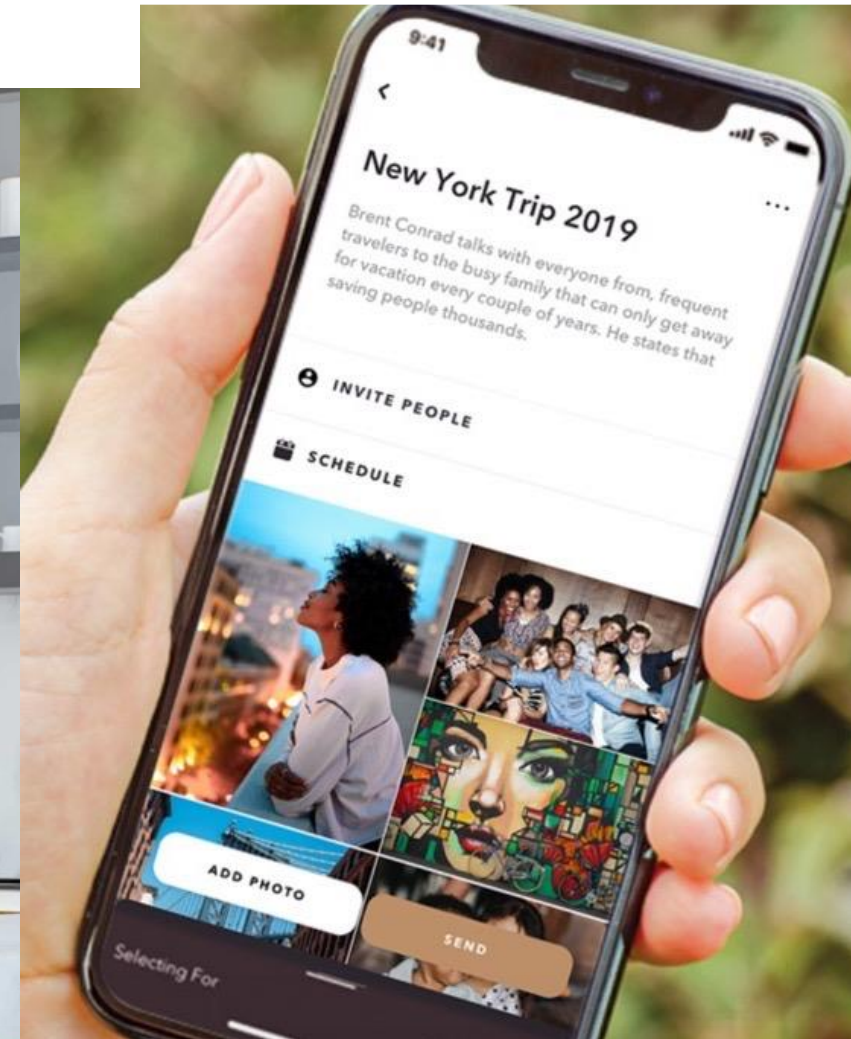 9:41
New York Trip 2019
Brent Conrad talks with everyone from, frequent
travelers to the busy family that can only get away
for vacation every couple of years. He states that
saving people thousands.
INVITE PEOPLE
SCHEDULE
ADD PHOTO
SEND
Selecting For